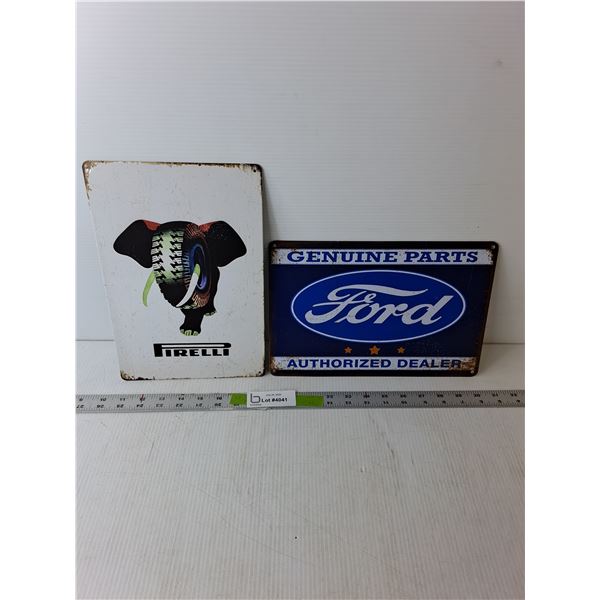 PIRELLI
GENUINE PARTS
Ford
AUTHORIZED DEALER
Lot #4041